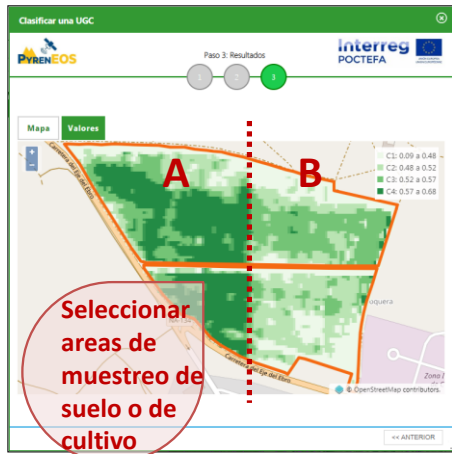 Clasificar una UGC
PYRENEOS
Paso 3: Resultados
1 2 3
Interreg
POCTEFA
Mapa Valores
+
-
A B
C1: 0.09 a 0.48
C2: 0.48 a 0.52
C3: 0.52 a 0.57
C4: 0.57 a 0.68
Carretera del Eje del Ebro
oquera
Seleccionar
areas de
muestreo de
suelo o de
cultivo
Carretera del Eje del Ebro
Zona
© OpenStreetMap contributors.
<< ANTERIOR